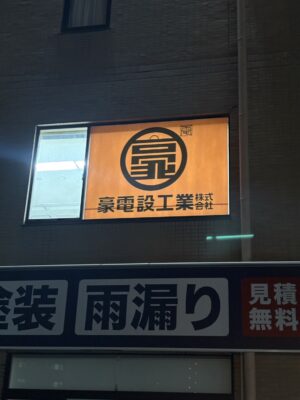 豪
豪電設工業株式会社
塗装 雨漏り 見積無料